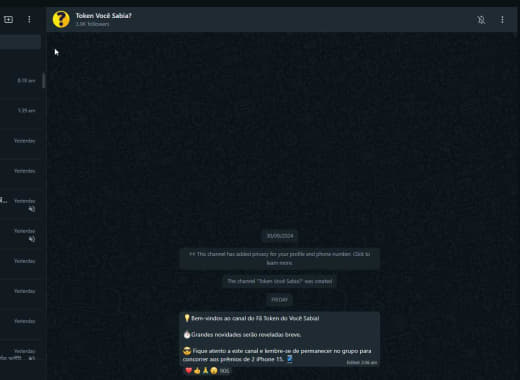 Token Você Sabia?
3.9K followers
8:19 am
1:39 am
Yesterday
Yesterday
Yesterday
Yesterday
Yesterday
Yesterday
Yesterday
Yesterday
30/08/2024
This channel has added privacy for your profile and phone number. Click to
learn more.
The channel "Token Você Sabia?" was created
FRIDAY
Bem-vindos ao canal do Fã Token do Você Sabia!
Grandes novidades serão reveladas breve.
Fique atento a este canal e lembre-se de permanecer no grupo para
concorrer aos prêmios de 2 iPhone 15.
Edited 2:46 am